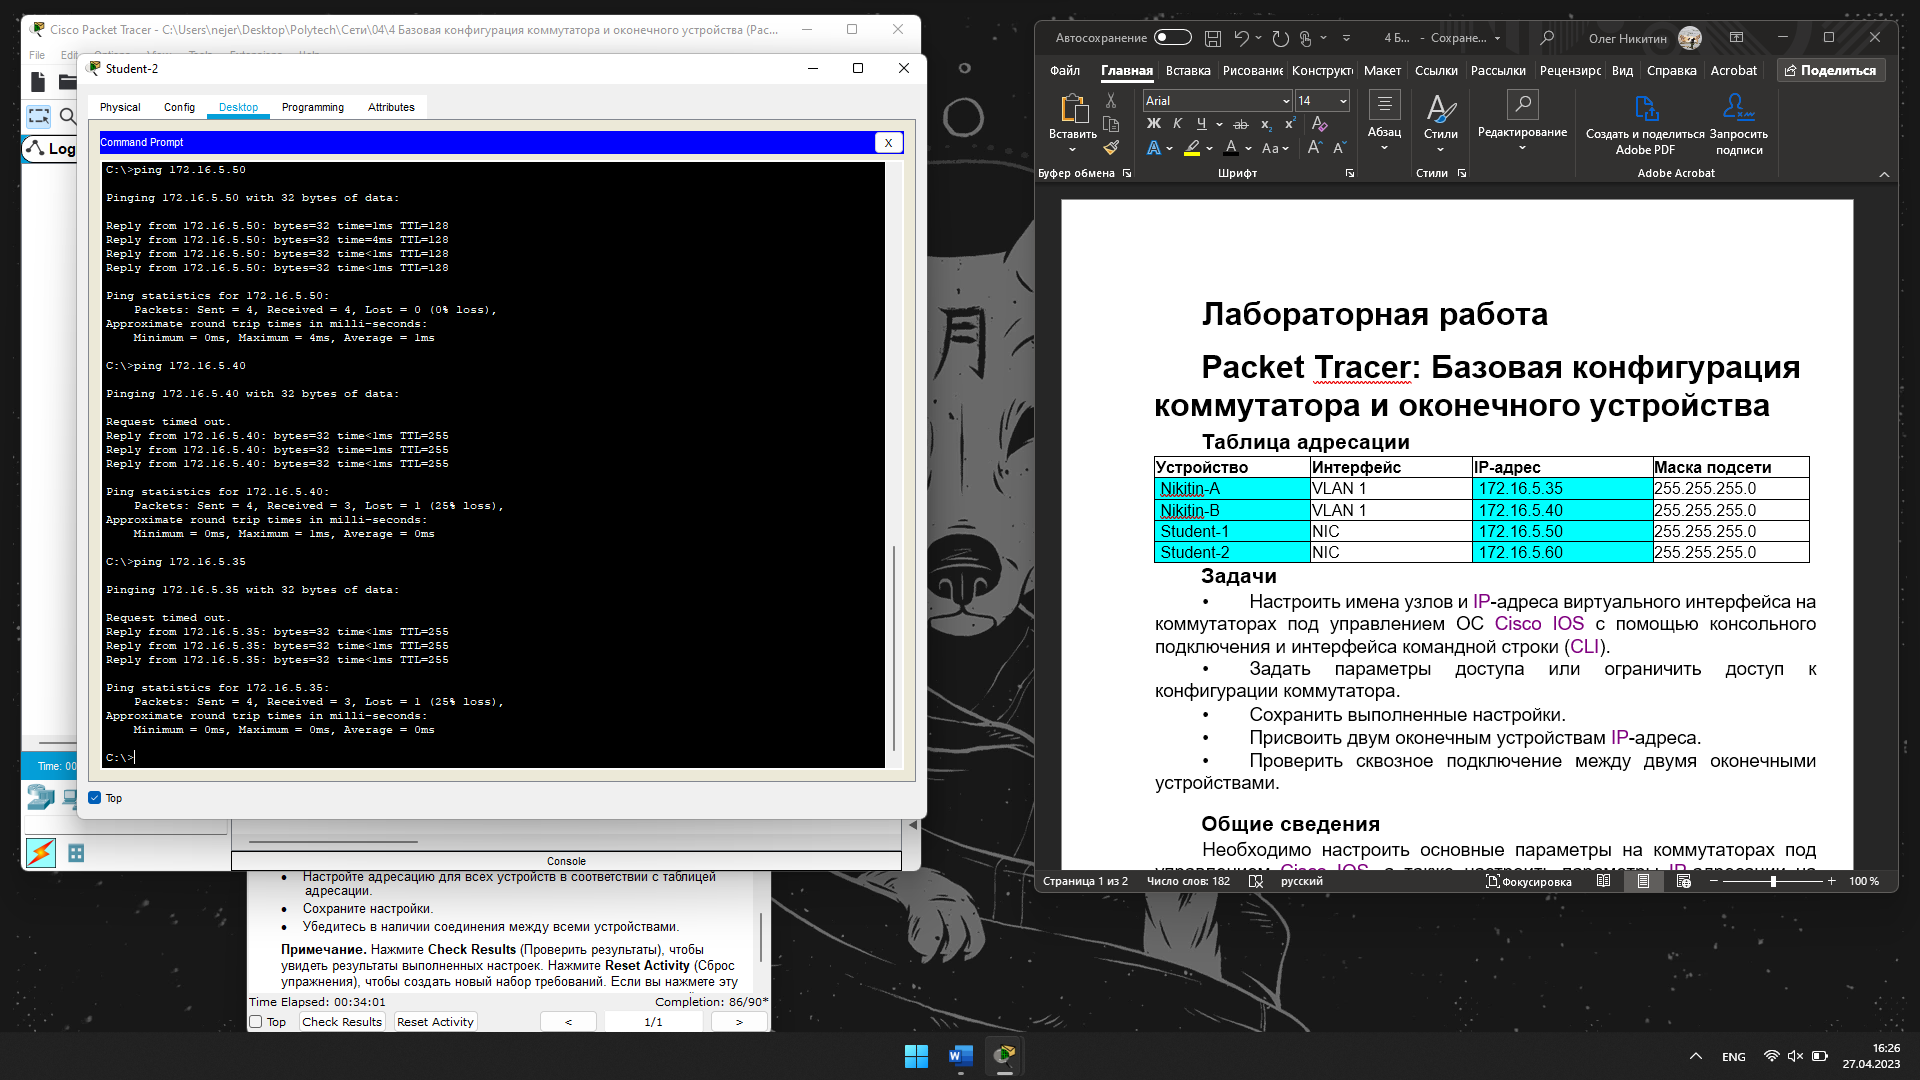 Cisco Packet Tracer - C:\Users\nejer\Desktop\Polytech\Сети\04\4 Базовая конфигурация коммутатора и оконечного устройства (Рас...
File Edi
Log
Time: 00
Student-2
Physical Config Desktop Programming Attributes
Command Prompt X
C:\>ping 172.16.5.50
Pinging 172.16.5.50 with 32 bytes of data:
Reply from 172.16.5.50: bytes=32 time=1ms TTL=128
Reply from 172.16.5.50: bytes=32 time=4ms TTL=128
Reply from 172.16.5.50: bytes=32 time<1ms TTL=128
Reply from 172.16.5.50: bytes=32 time<1ms TTL=128
Ping statistics for 172.16.5.50:
Packets: Sent = 4, Received = 4, Lost = 0 (0% loss),
Approximate round trip times in milli-seconds:
Minimum = 0ms, Maximum = 4ms, Average = 1ms
C:\>ping 172.16.5.40
Pinging 172.16.5.40 with 32 bytes of data:
Request timed out.
Reply from 172.16.5.40: bytes=32 time<1ms TTL=255
Reply from 172.16.5.40: bytes=32 time=1ms TTL=255
Reply from 172.16.5.40: bytes=32 time<1ms TTL=255
Ping statistics for 172.16.5.40:
Packets: Sent = 4, Received = 3, Lost = 1 (25% loss),
Approximate round trip times in milli-seconds:
Minimum = 0ms, Maximum = 1ms, Average = 0ms
C:\>ping 172.16.5.35
Pinging 172.16.5.35 with 32 bytes of data:
Request timed out.
Reply from 172.16.5.35: bytes=32 time<1ms TTL=255
Reply from 172.16.5.35: bytes=32 time<1ms TTL=255
Reply from 172.16.5.35: bytes=32 time<1ms TTL=255
Ping statistics for 172.16.5.35:
Packets: Sent = 4, Received = 3, Lost = 1 (25% loss),
Approximate round trip times in milli-seconds:
Minimum = 0ms, Maximum = 0ms, Average = 0ms
C:\>
Top
Console
• Настройте адресацию для всех устройств в соответствии с таблицей
адресации.
• Сохраните настройки.
• Убедитесь в наличии соединения между всеми устройствами.
Примечание. Нажмите Check Results (Проверить результаты), чтобы
увидеть результаты выполненных настроек. Нажмите Reset Activity (Сброс
упражнения), чтобы создать новый набор требований. Если вы нажмете эту
Time Elapsed: 00:34:01 Completion: 86/90*
Top Check Results Reset Activity < 1/1 >
月
Автосохранение 4 Б... - Сохране... Олег Никитин
Файл Главная Вставка Рисование Конструкт Макет Ссылки Рассылки Рецензирс Вид Справка Acrobat Поделиться
Вставить
Буфер обмена
Arial 14
Ж К Ч ab x₂ x²
A A Aa A A
Шрифт
Абзац
Стили
Стили
Редактирование
Создать и поделиться
Adobe PDF
Запросить
подписи
Adobe Acrobat
Лабораторная работа
Packet Tracer: Базовая конфигурация
коммутатора и оконечного устройства
Таблица адресации
Устройство Интерфейс IP-адрес Маска подсети
Nikitin-A VLAN 1 172.16.5.35 255.255.255.0
Nikitin-B VLAN 1 172.16.5.40 255.255.255.0
Student-1 NIC 172.16.5.50 255.255.255.0
Student-2 NIC 172.16.5.60 255.255.255.0
Задачи
• Настроить имена узлов и IP-адреса виртуального интерфейса на
коммутаторах под управлением ОС Cisco IOS с помощью консольного
подключения и интерфейса командной строки (CLI).
• Задать параметры доступа или ограничить доступ к
конфигурации коммутатора.
• Сохранить выполненные настройки.
• Присвоить двум оконечным устройствам IP-адреса.
• Проверить сквозное подключение между двумя оконечными
устройствами.
Общие сведения
Необходимо настроить основные параметры на коммутаторах под
Страница 1 из 2 Число слов: 182 русский Фокусировка 100 %
ENG
16:26
27.04.2023